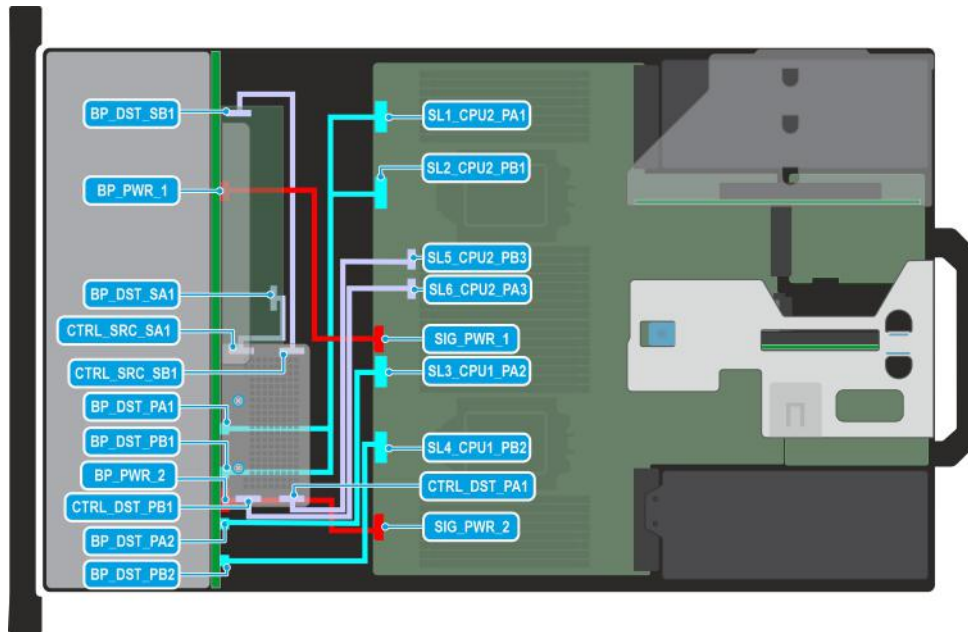 BP_DST_SB1
BP_PWR_1
BP_DST_SA1
CTRL_SRC_SA1
CTRL_SRC_SB1
BP_DST_PA1
BP_DST_PB1
BP_PWR_2
CTRL_DST_PB1
BP_DST_PA2
BP_DST_PB2
SL1_CPU2_PA1
SL2_CPU2_PB1
SL5_CPU2_PB3
SL6_CPU2_PA3
SIG_PWR_1
SL3_CPU1_PA2
SL4_CPU1_PB2
CTRL_DST_PA1
SIG_PWR_2